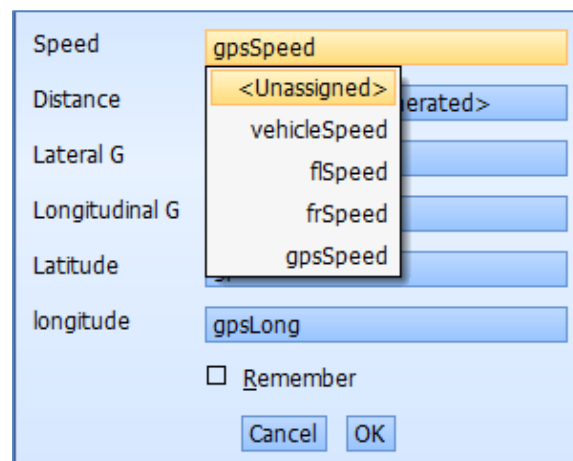 Speed gpsSpeed
<Unassigned>
Distance erated>
vehicleSpeed
Lateral G
flSpeed
Longitudinal G frSpeed
Latitude gpsSpeed
longitude gpsLong
Remember
Cancel OK